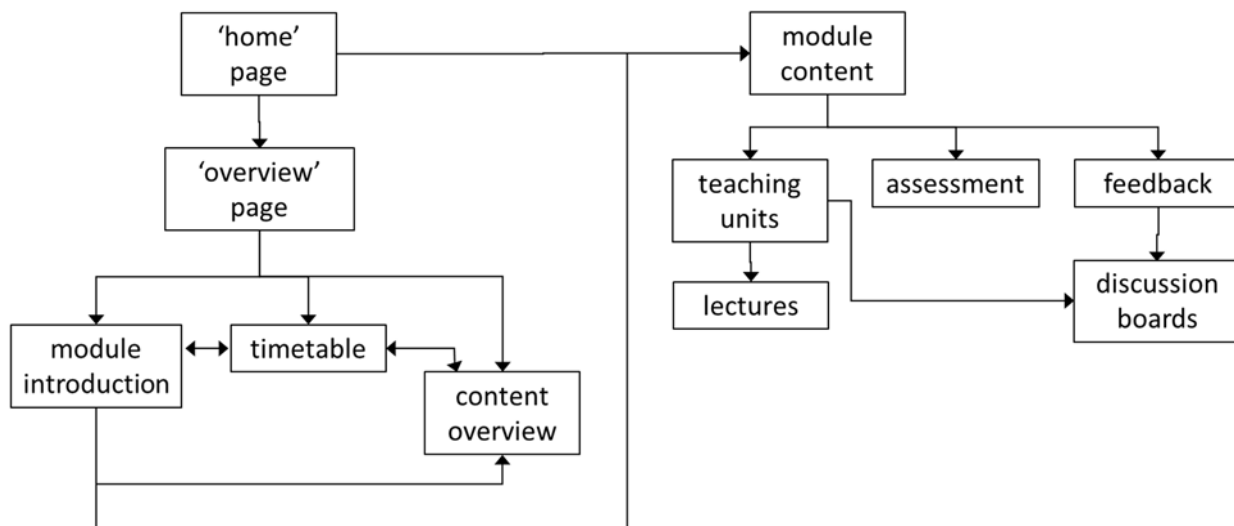 ‘home’
page
‘overview’
page
module
introduction
timetable
content
overview
module
content
teaching
units
assessment
feedback
lectures
discussion
boards